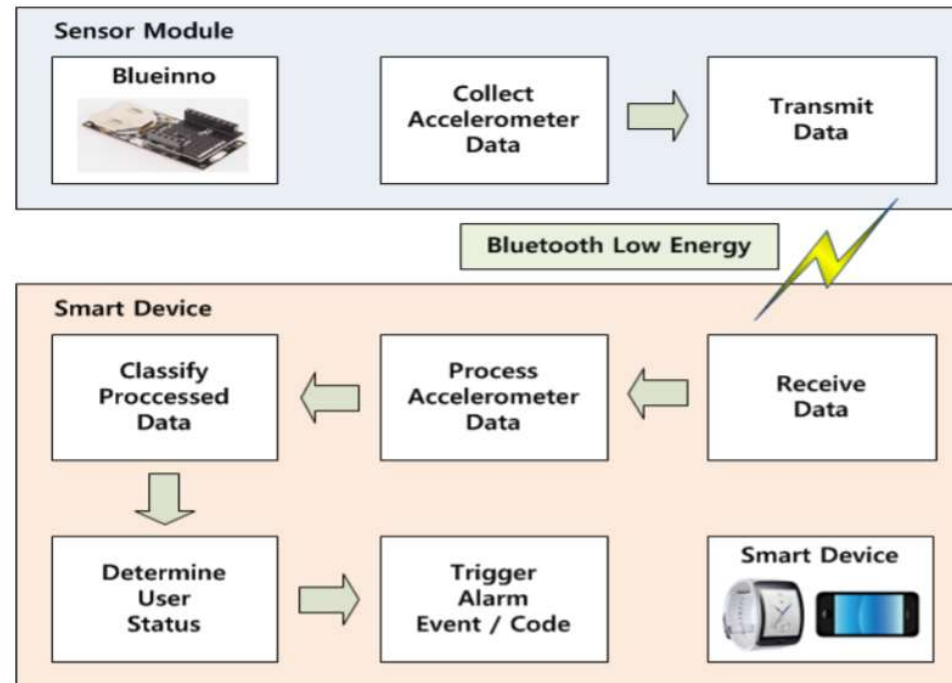 Sensor Module
Blueinno
Collect
Accelerometer
Data
Transmit
Data
Bluetooth Low Energy
Smart Device
Classify
Proccessed
Data
Process
Accelerometer
Data
Receive
Data
Determine
User
Status
Trigger
Alarm
Event / Code
Smart Device